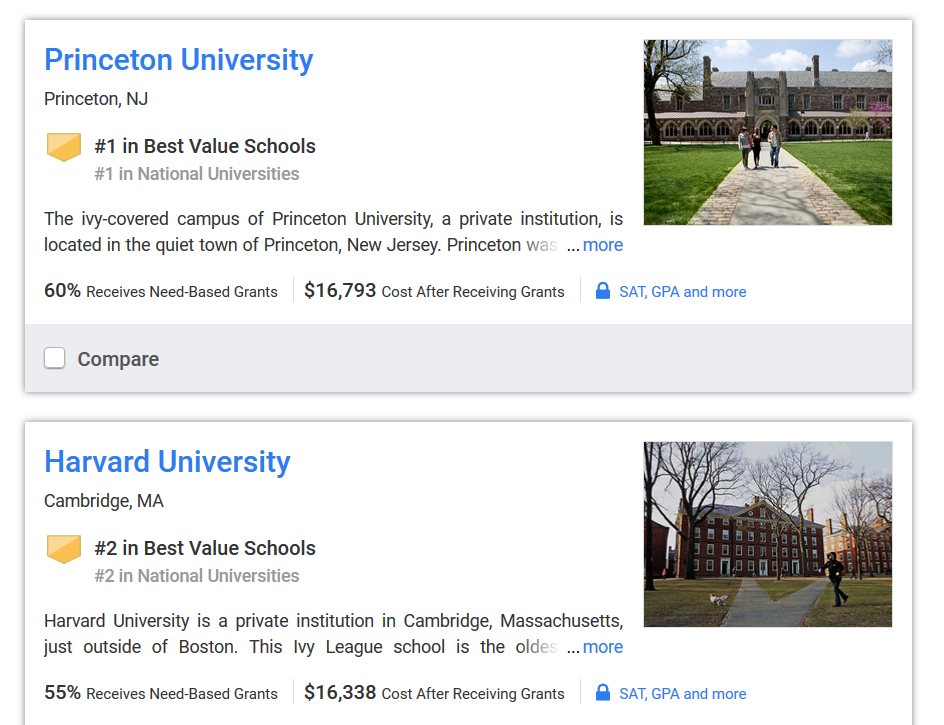 Princeton University
Princeton, NJ
#1 in Best Value Schools
#1 in National Universities
The ivy-covered campus of Princeton University, a private institution, is
located in the quiet town of Princeton, New Jersey. Princeton was ...more
60% Receives Need-Based Grants $16,793 Cost After Receiving Grants SAT, GPA and more
Compare
Harvard University
Cambridge, MA
#2 in Best Value Schools
#2 in National Universities
Harvard University is a private institution in Cambridge, Massachusetts,
just outside of Boston. This Ivy League school is the oldes ...more
55% Receives Need-Based Grants $16,338 Cost After Receiving Grants SAT, GPA and more